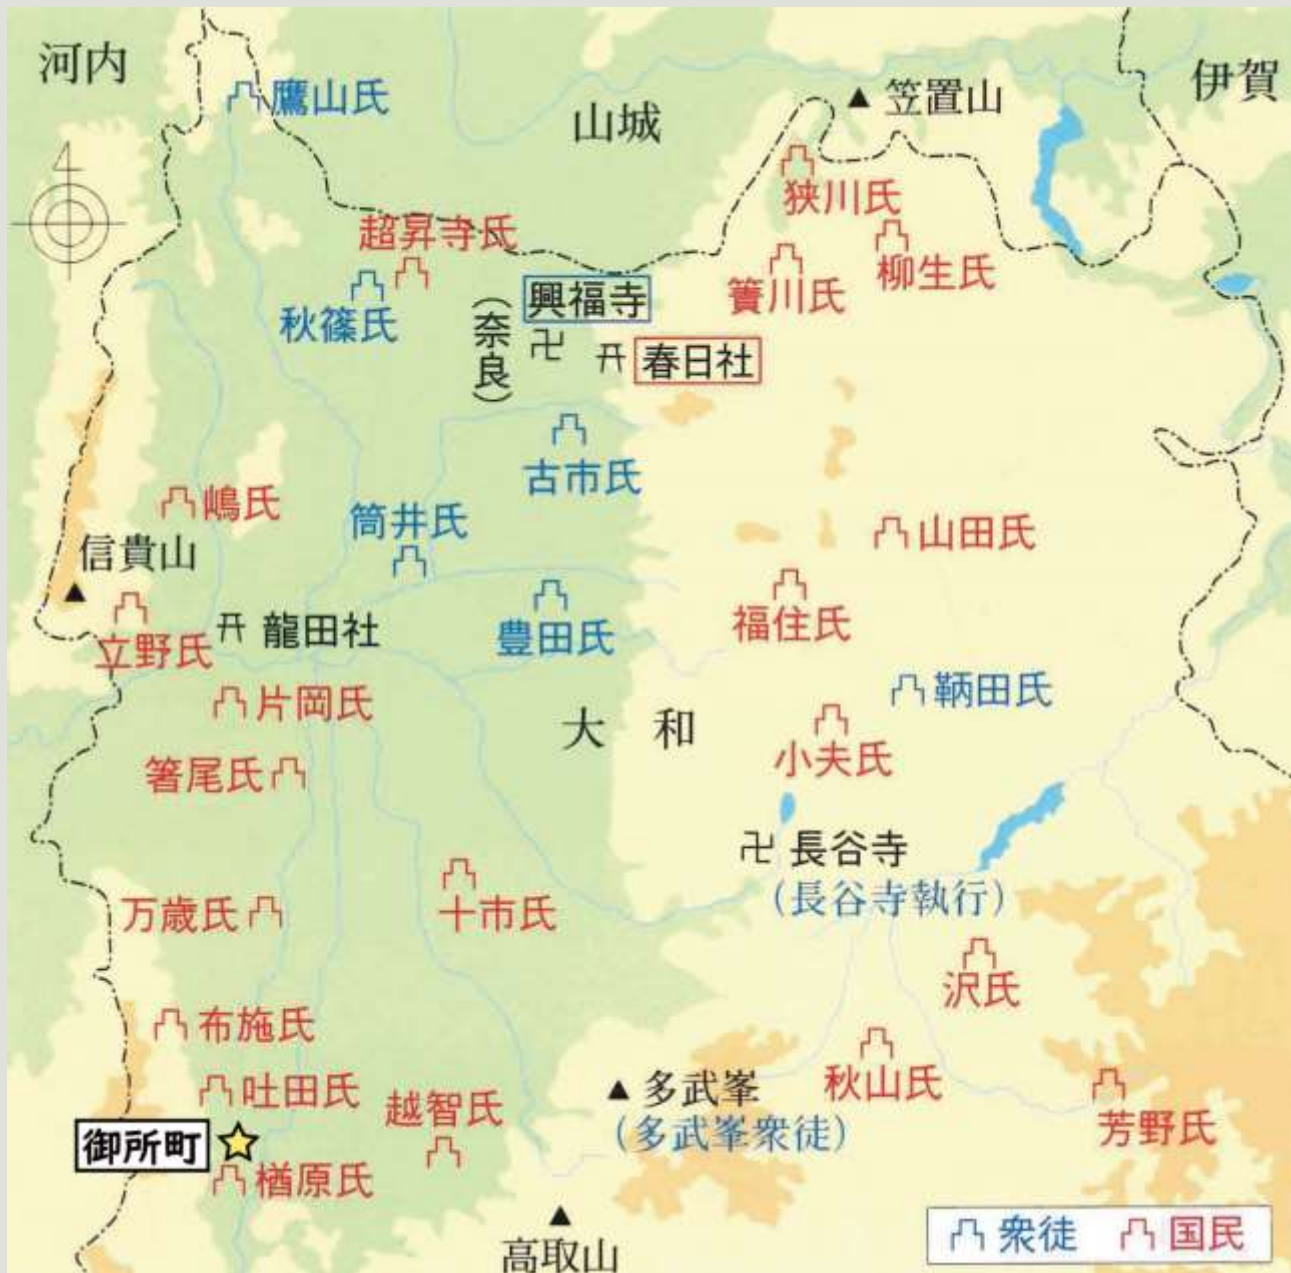 河内
鷹山氏
山城
笠置山
伊賀
狭川氏
超昇寺氏
柳生氏
簀川氏
秋篠氏
(奈良)
興福寺
卍
春日社
古市氏
嶋氏
筒井氏
山田氏
信貴山
立野氏
龍田社
豊田氏
福住氏
片岡氏
鞆田氏
大和
箸尾氏
小夫氏
卍 長谷寺
(長谷寺執行)
万歳氏
十市氏
沢氏
布施氏
吐田氏
越智氏
多武峯
(多武峯衆徒)
秋山氏
芳野氏
御所町
楢原氏
高取山
衆徒 国民